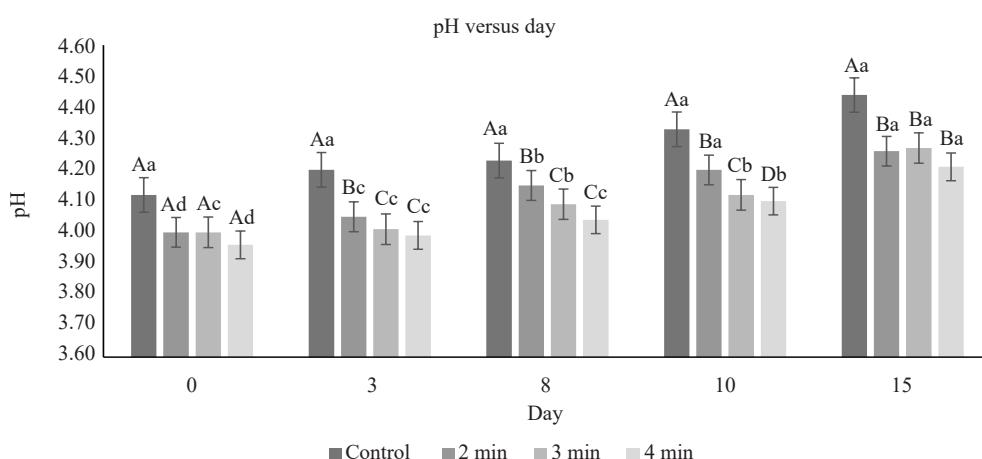 pH versus day
4.60
4.50
4.40
4.30
4.20
4.10
4.00
3.90
3.80
3.70
3.60
pH
Aa Ad Ac Ad
Aa Bc Cc Cc
Aa Bb Cb Cc
Aa Ba Cb Db
Aa Ba Ba Ba
0 3 8 10 15
Day
Control 2 min 3 min 4 min